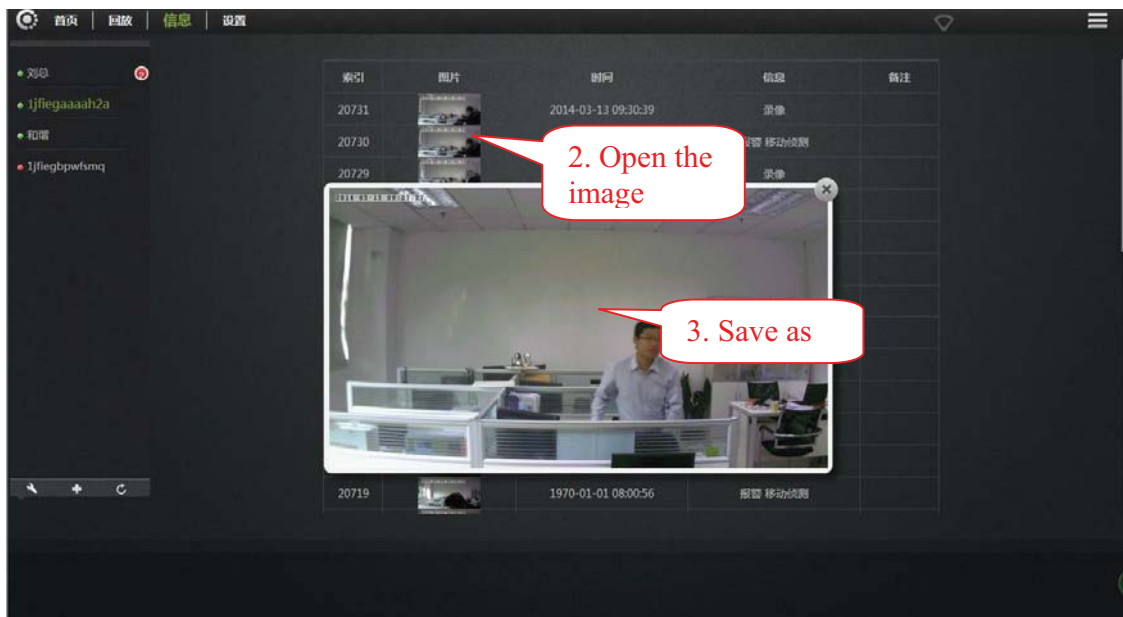 首页 | 回放 | 信息 | 设置
刘总
1jfiegaaaah2a
和谐
1jfiegbpwfsmq
索引 图片 时间 信息 备注
20731 2014-03-13 09:30:39 录像
20730 报警 移动侦测
20729 录像
2. Open the
image
3. Save as
20719 1970-01-01 08:00:56 报警 移动侦测